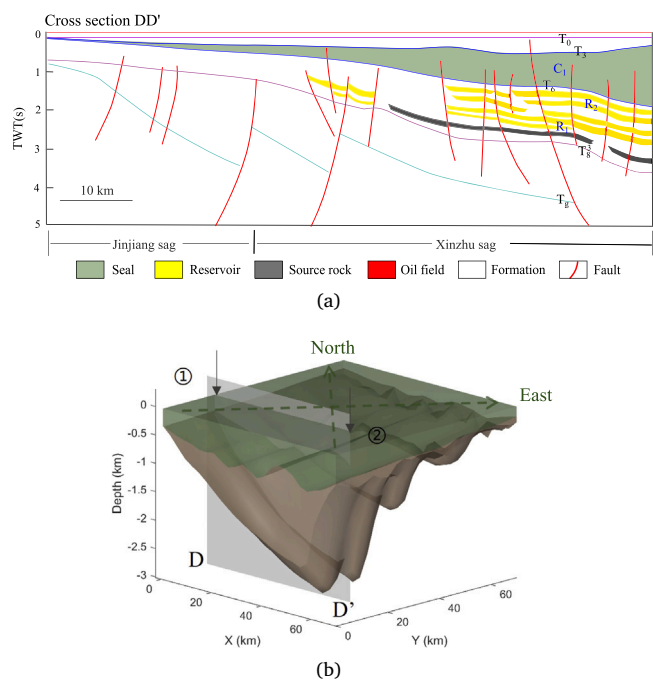 Cross section DD'
0
T0
T3
1
C1
T6
2
R2
TWT(s)
R1
3
T8^3
10 km
4
Tg
5
Jinjiang sag
Xinzhu sag
Seal
Reservoir
Source rock
Oil field
Formation
Fault
(a)
North
①
East
0
②
-0.5
-1
Depth (km)
-1.5
-2
-2.5
D
-3
D’
0
20
40
60
X (km)
0
20
40
60
Y (km)
(b)